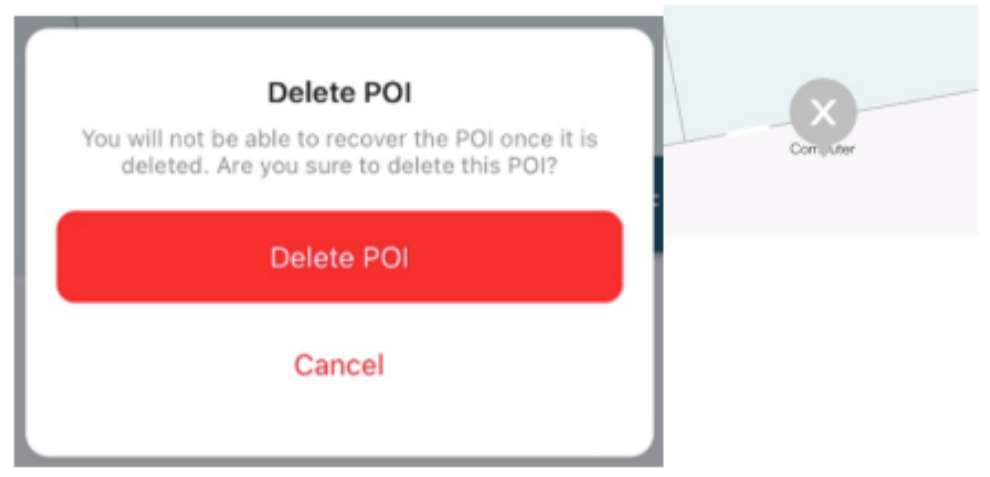 Delete POI
You will not be able to recover the POI once it is
deleted. Are you sure to delete this POI?
Delete POI
Cancel
X